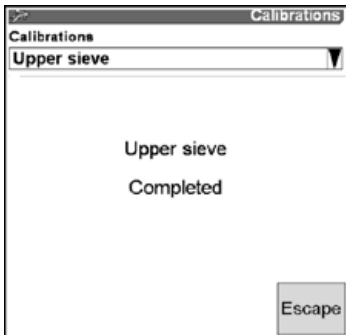 Calibrations
Calibrations
Upper sieve
Upper sieve
Completed
Escape